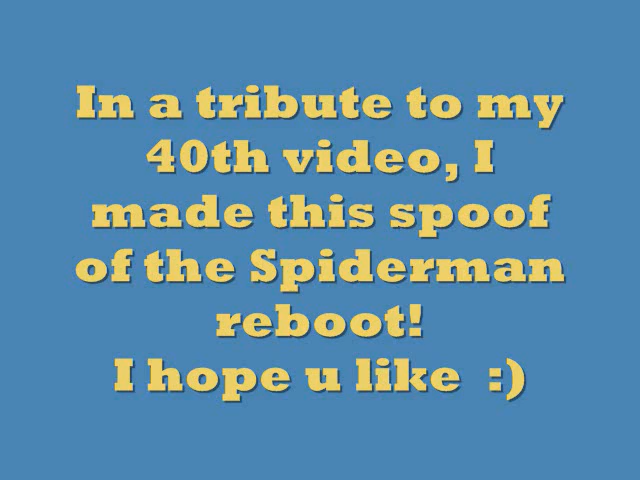 In a tribute to my
40th video, I
made this spoof
of the Spiderman
reboot!
I hope u like  :)